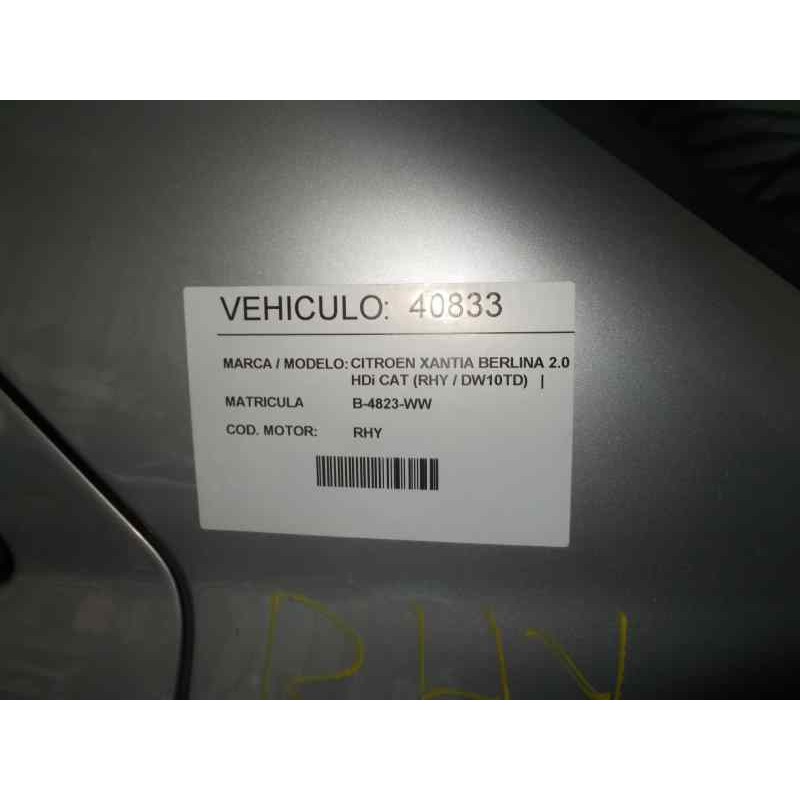 VEHICULO: 40833
MARCA / MODELO: CITROEN XANTIA BERLINA 2.0
HDi CAT (RHY / DW10TD) |
MATRICULA B-4823-WW
COD. MOTOR: RHY
RHY